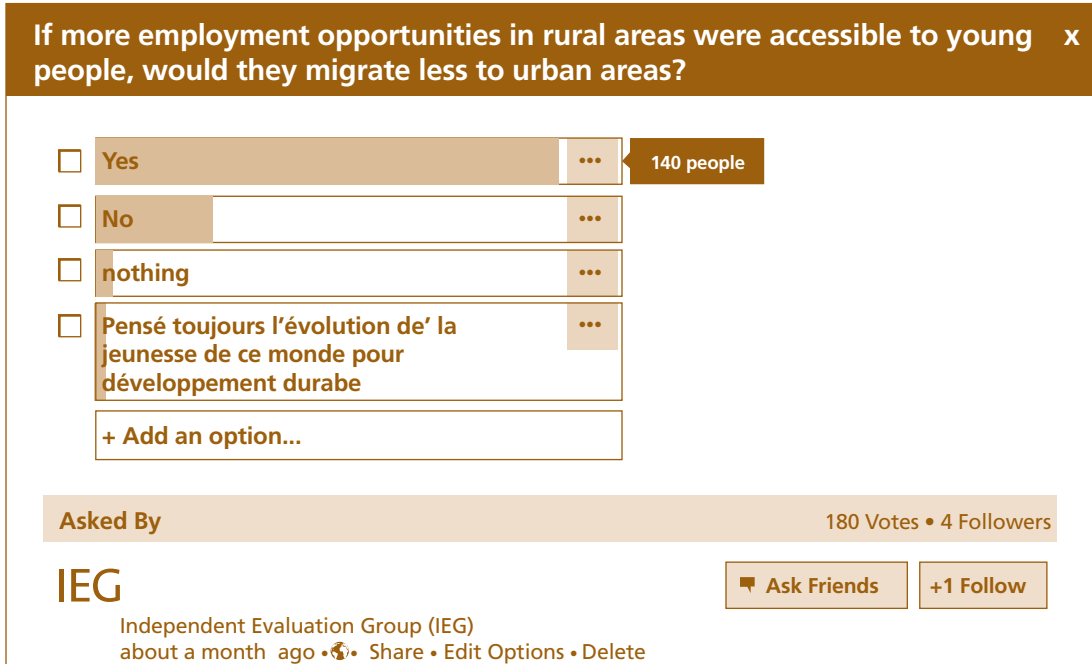 If more employment opportunities in rural areas were accessible to young x
people, would they migrate less to urban areas?
Yes ••• 140 people
No •••
nothing •••
Pensé toujours l'évolution de' la •••
jeunesse de ce monde pour
développement durabe
+ Add an option...
Asked By 180 Votes • 4 Followers
IEG Ask Friends +1 Follow
Independent Evaluation Group (IEG)
about a month ago • • Share • Edit Options • Delete